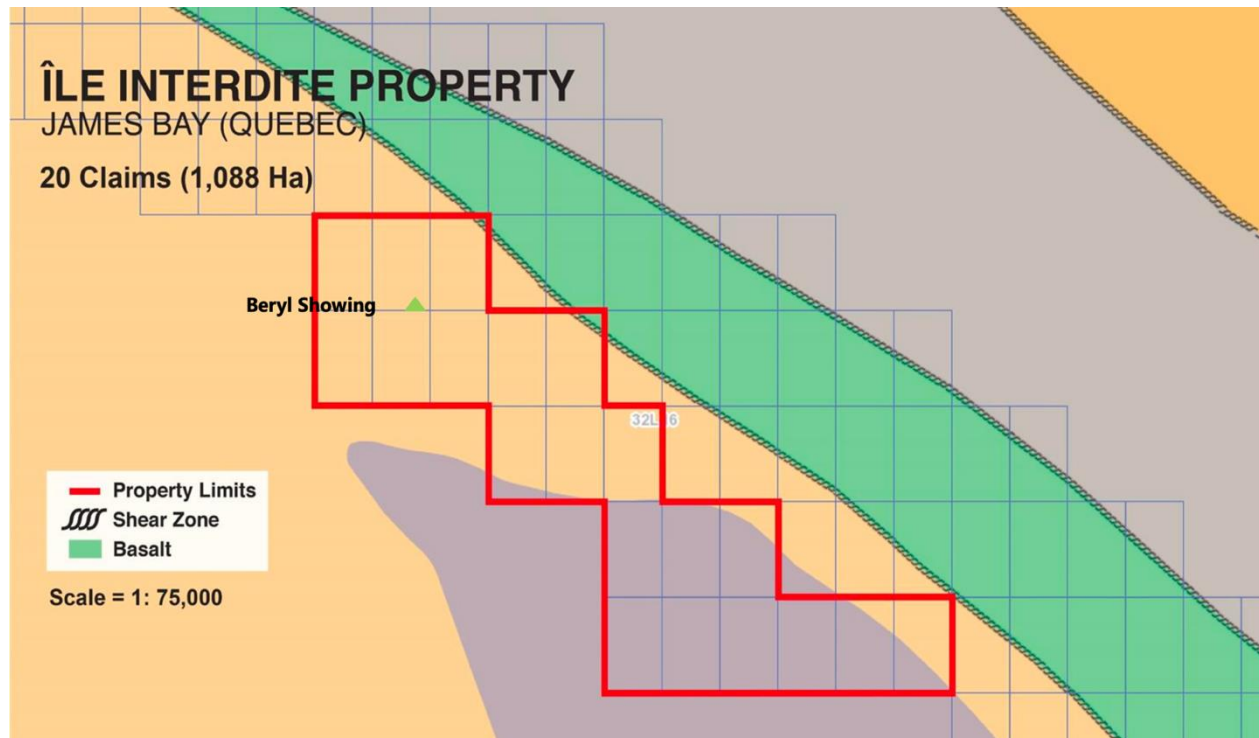 ÎLE INTERDITE PROPERTY
JAMES BAY (QUEBEC)
20 Claims (1,088 Ha)
Beryl Showing
Property Limits
Shear Zone
Basalt
Scale = 1: 75,000